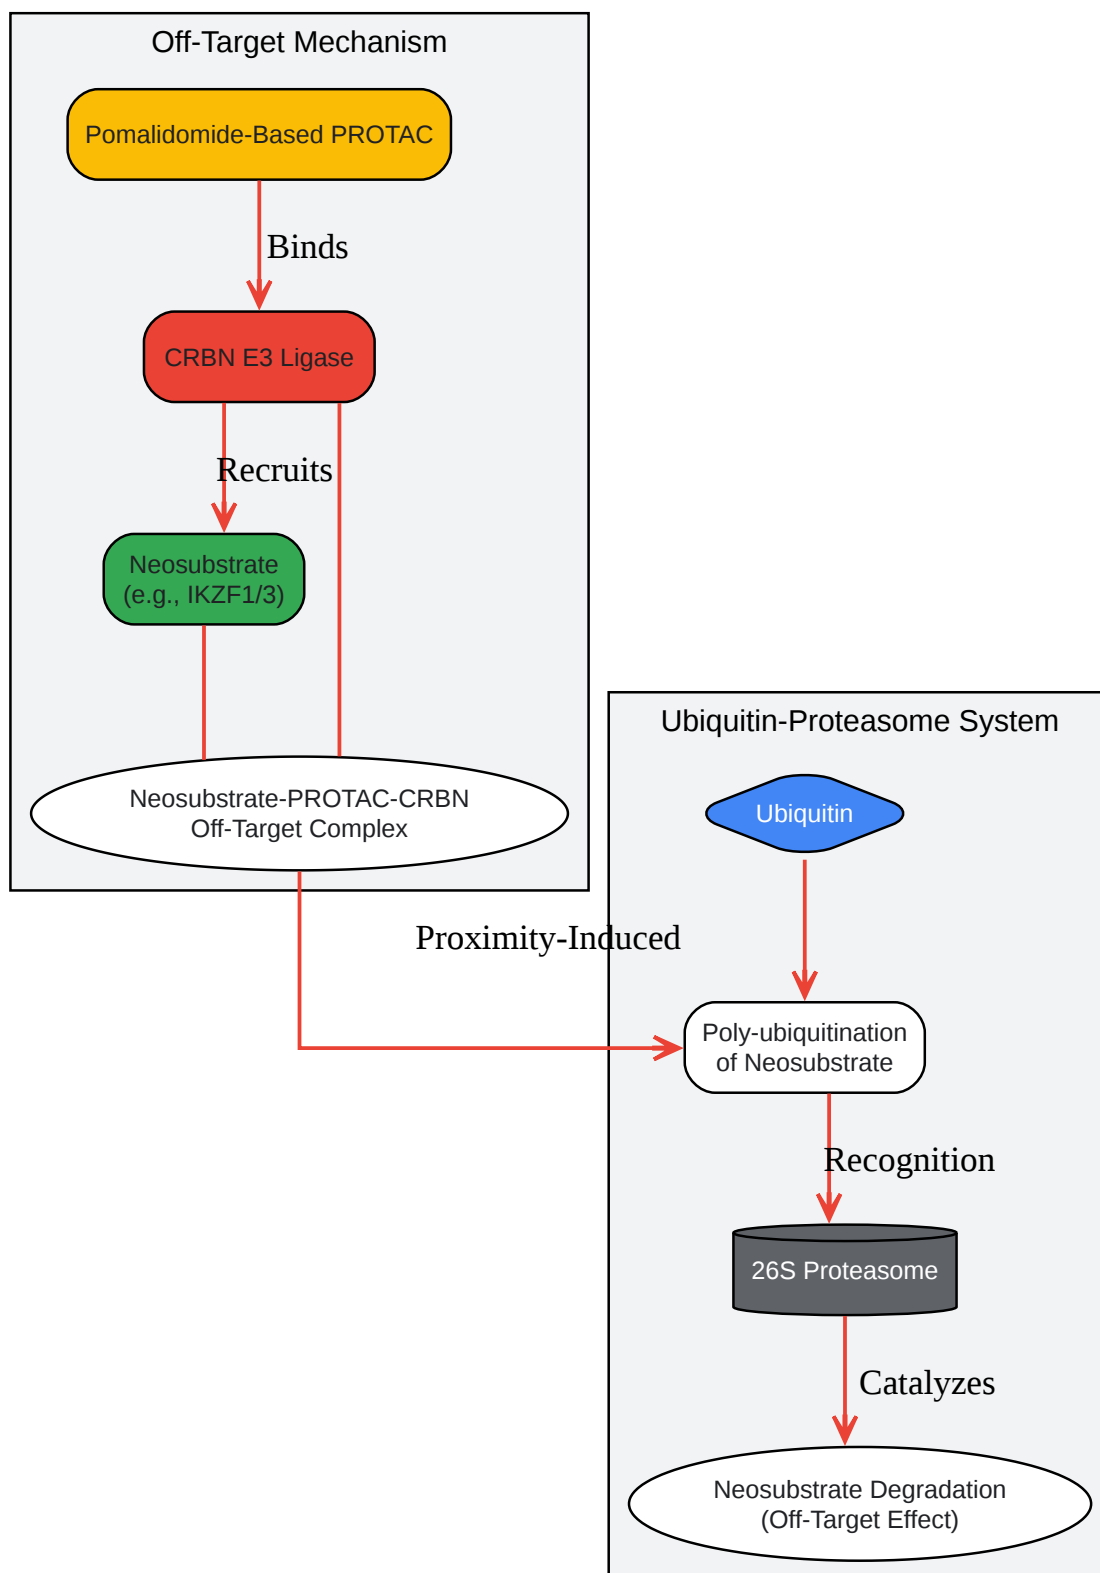 Off-Target Mechanism
Pomalidomide-Based PROTAC
Binds
CRBN E3 Ligase
Recruits
Neosubstrate
(e.g., IKZF1/3)
Neosubstrate-PROTAC-CRBN
Off-Target Complex
Proximity-Induced
Ubiquitin-Proteasome System
Ubiquitin
Poly-ubiquitination
of Neosubstrate
Recognition
26S Proteasome
Catalyzes
Neosubstrate Degradation
(Off-Target Effect)